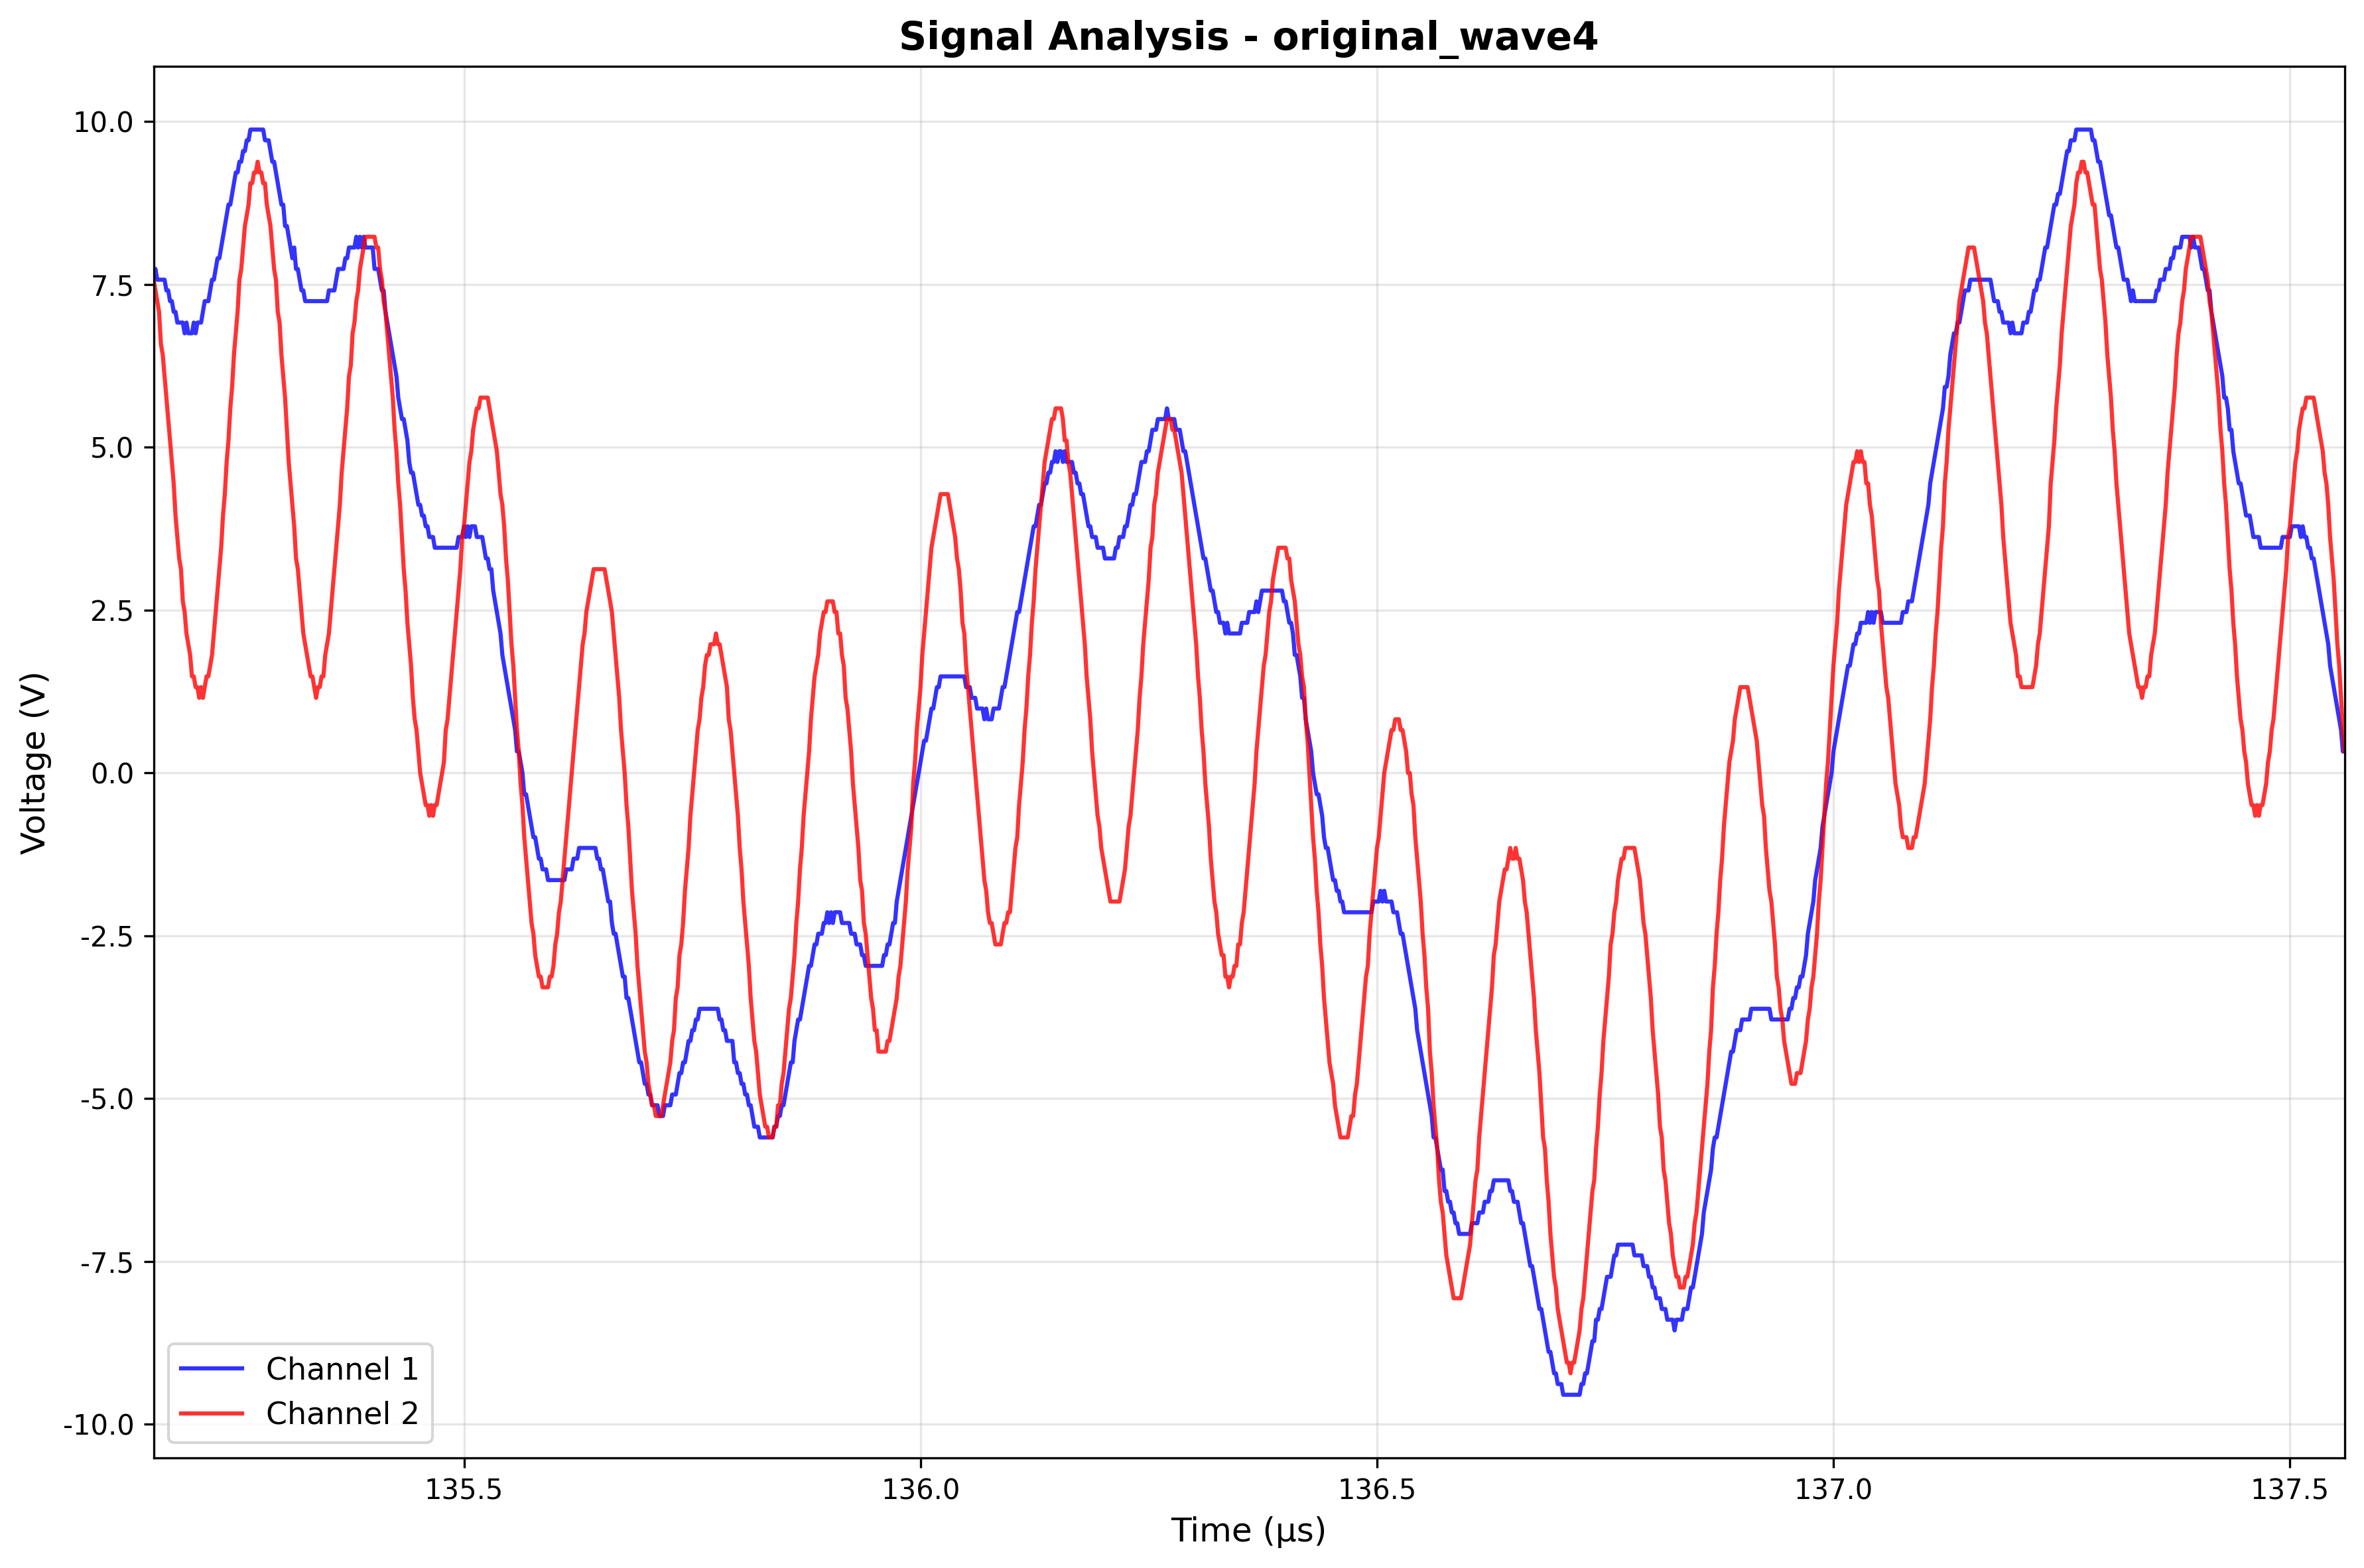 Signal Analysis - original_wave4
10.0
7.5
5.0
2.5
0.0
-2.5
-5.0
-7.5
-10.0
Voltage (V)
Channel 1
Channel 2
135.5 136.0 136.5 137.0 137.5
Time (μs)